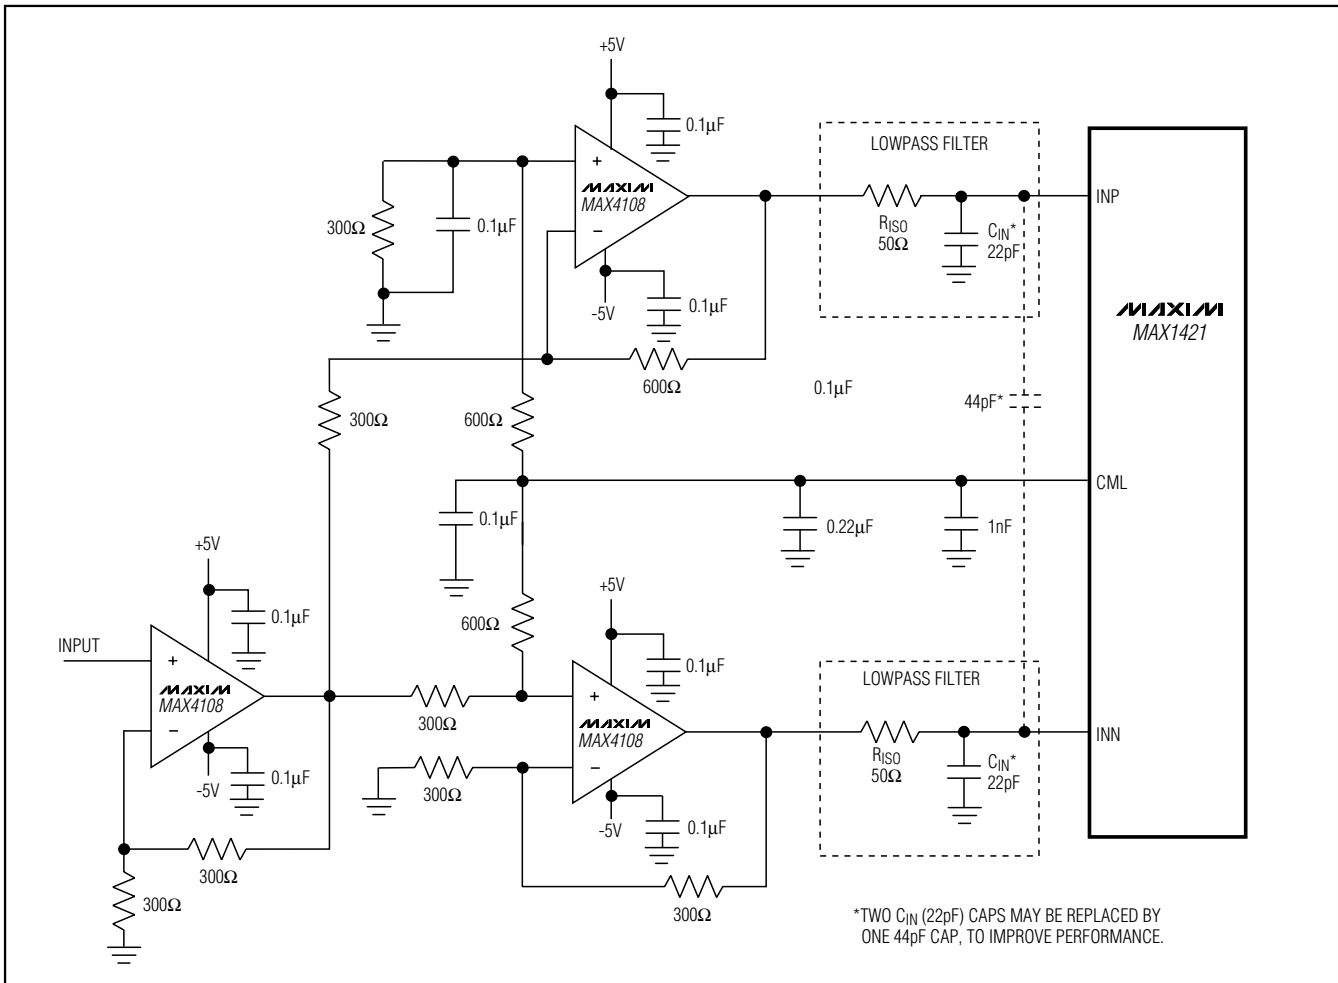 +5V
0.1µF
LOWPASS FILTER
+
MAXIM
MAX4108
−
300Ω
0.1µF
RISO
50Ω
CIN*
22pF
INP
-5V
0.1µF
MAXIM
MAX1421
600Ω
0.1µF
44pF*
300Ω
600Ω
CML
0.1µF
0.22µF
1nF
+5V
0.1µF
+5V
600Ω
0.1µF
INPUT
+
MAXIM
MAX4108
−
300Ω
+
MAXIM
MAX4108
−
LOWPASS FILTER
RISO
50Ω
CIN*
22pF
INN
-5V
0.1µF
300Ω
-5V
0.1µF
300Ω
300Ω
300Ω
*TWO CIN (22pF) CAPS MAY BE REPLACED BY
ONE 44pF CAP, TO IMPROVE PERFORMANCE.